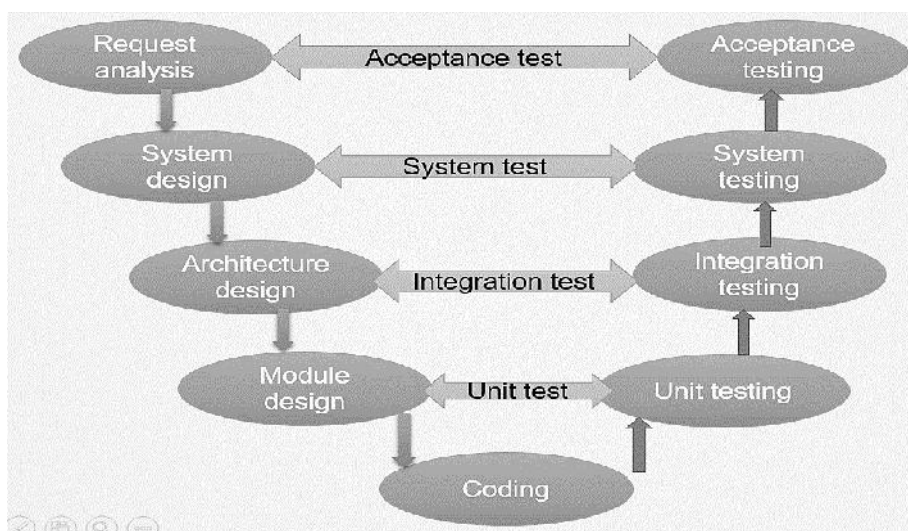 Request
analysis
Acceptance test
Acceptance
testing
System
design
System test
System
testing
Architecture
design
Integration test
Integration
testing
Module
design
Unit test
Unit testing
Coding